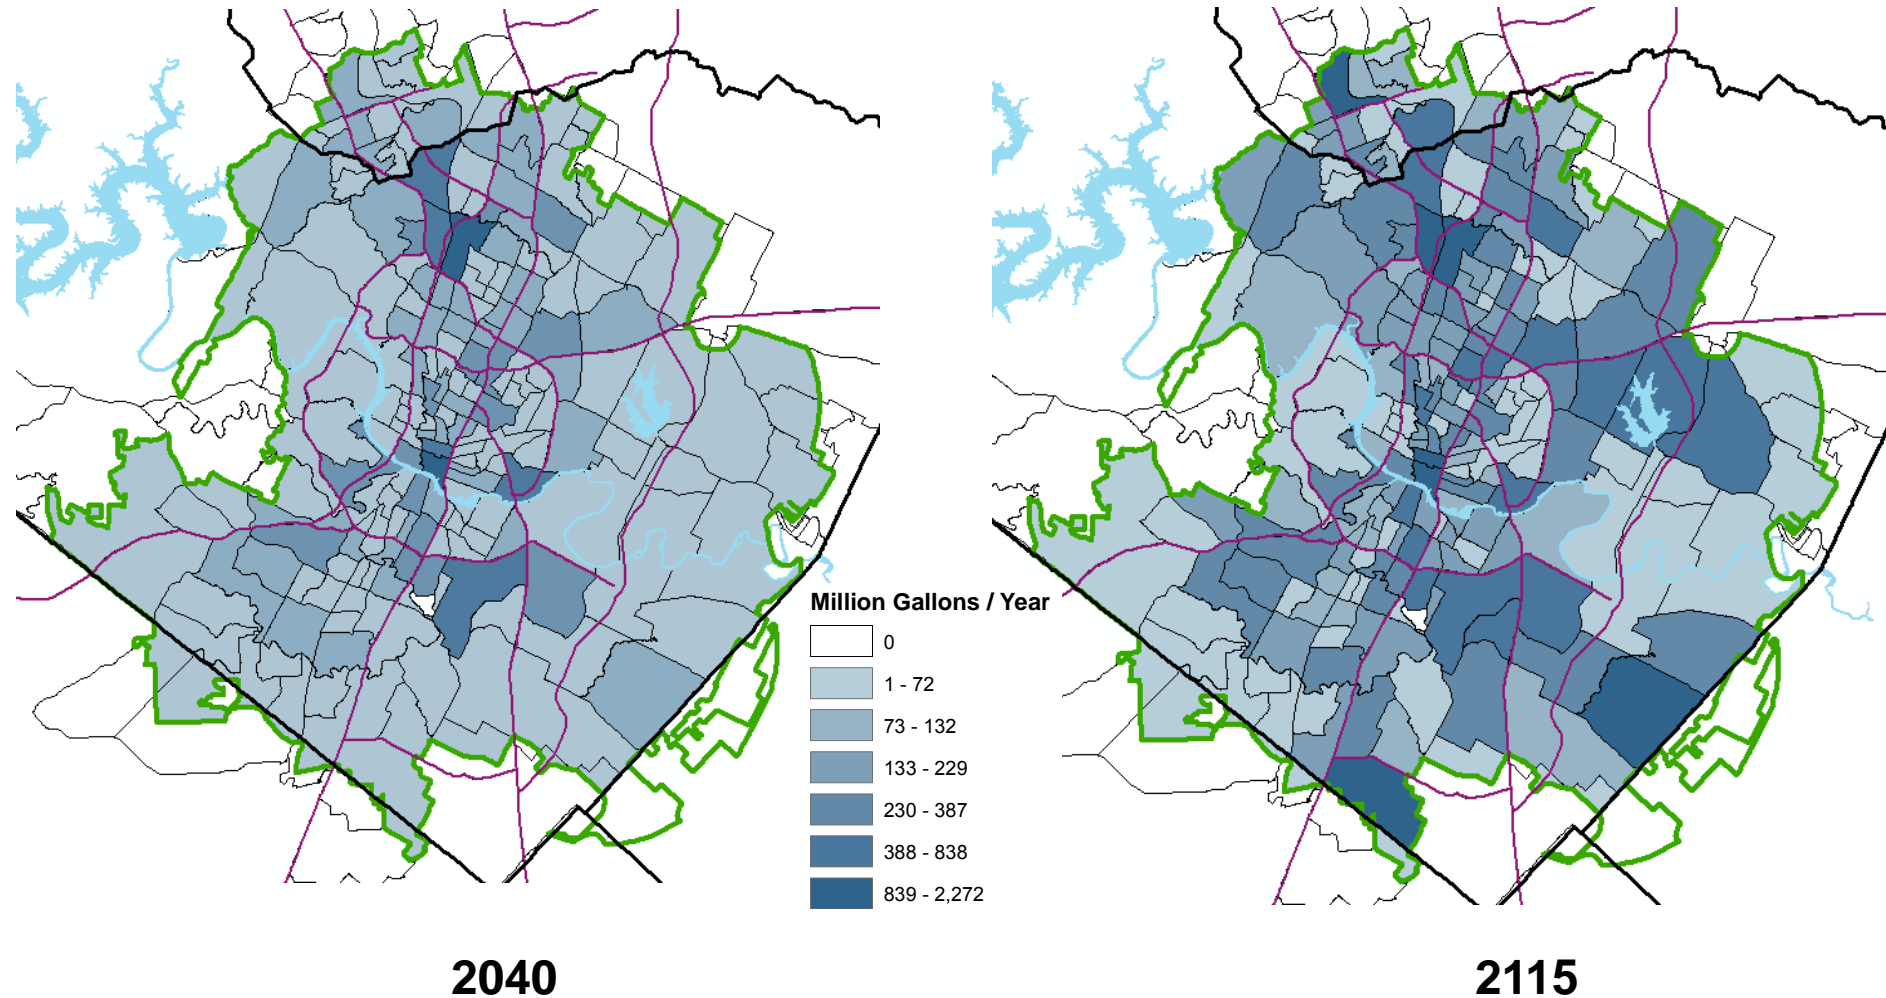 Million Gallons / Year
0
1 - 72
73 - 132
133 - 229
230 - 387
388 - 838
839 - 2,272
2040
2115